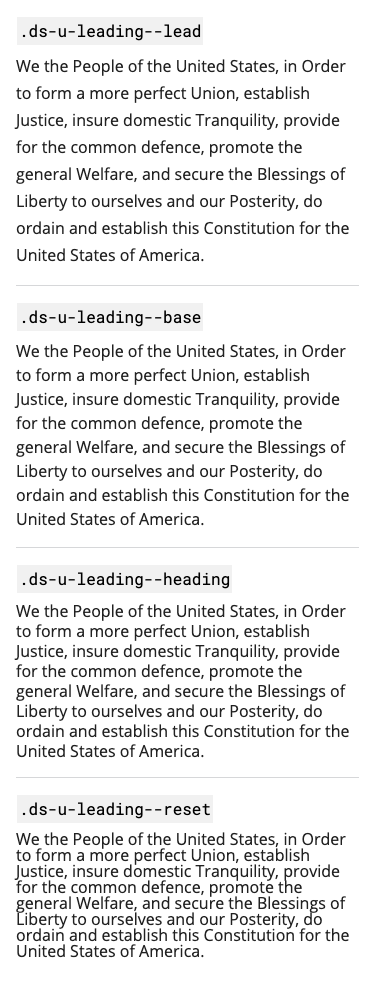 .ds-u-leading--lead
We the People of the United States, in Order
to form a more perfect Union, establish
Justice, insure domestic Tranquility, provide
for the common defence, promote the
general Welfare, and secure the Blessings of
Liberty to ourselves and our Posterity, do
ordain and establish this Constitution for the
United States of America.
.ds-u-leading--base
We the People of the United States, in Order
to form a more perfect Union, establish
Justice, insure domestic Tranquility, provide
for the common defence, promote the
general Welfare, and secure the Blessings of
Liberty to ourselves and our Posterity, do
ordain and establish this Constitution for the
United States of America.
.ds-u-leading--heading
We the People of the United States, in Order
to form a more perfect Union, establish
Justice, insure domestic Tranquility, provide
for the common defence, promote the
general Welfare, and secure the Blessings of
Liberty to ourselves and our Posterity, do
ordain and establish this Constitution for the
United States of America.
.ds-u-leading--reset
We the People of the United States, in Order
to form a more perfect Union, establish
Justice, insure domestic Tranquility, provide
for the common defence, promote the
general Welfare, and secure the Blessings of
Liberty to ourselves and our Posterity, do
ordain and establish this Constitution for the
United States of America.